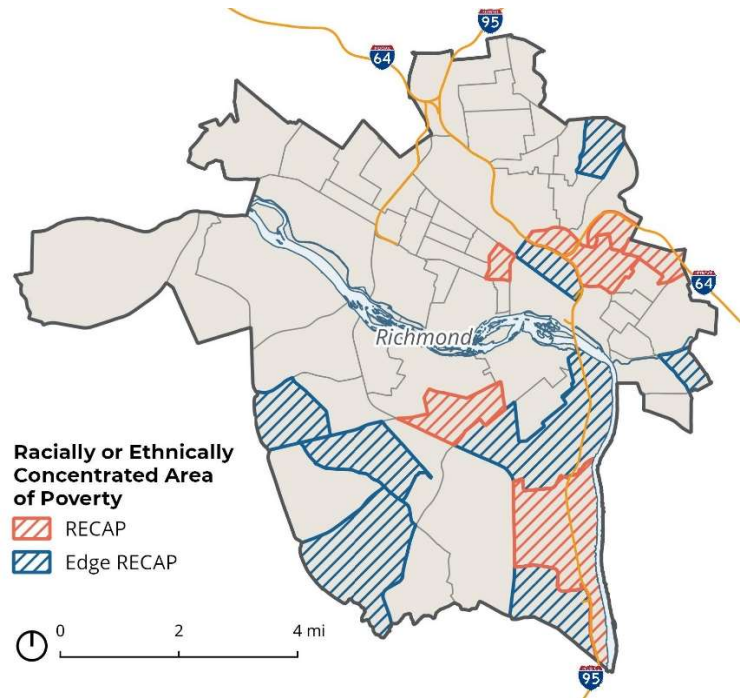 95
64
64
Richmond
Racially or Ethnically
Concentrated Area
of Poverty
RECAP
Edge RECAP
0 2 4 mi
95